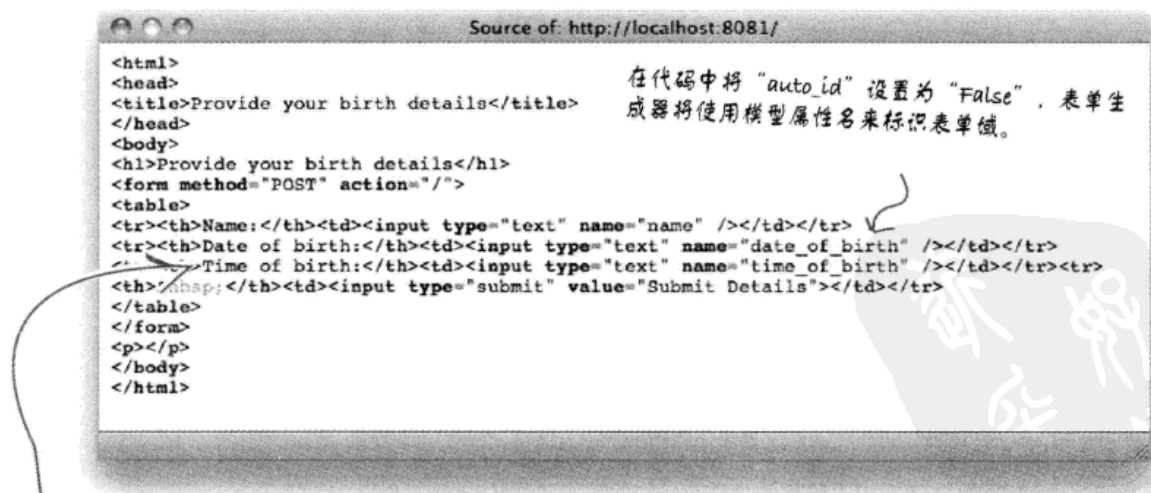 Source of: http://localhost:8081/
<html>
<head>
<title>Provide your birth details</title>
</head>
<body>
<h1>Provide your birth details</h1>
<form method="POST" action="/">
<table>
<tr><th>Name:</th><td><input type="text" name="name" /></td></tr>
<tr><th>Date of birth:</th><td><input type="text" name="date_of_birth" /></td></tr>
Time of birth:</th><td><input type="text" name="time_of_birth" /></td></tr><tr>
<th>&nbsp;</th><td><input type="submit" value="Submit Details"></td></tr>
</table>
</form>
<p></p>
</body>
</html>
在代码中将“auto_id”设置为“False”，表单生
成器将使用模型属性名来标识表单域。